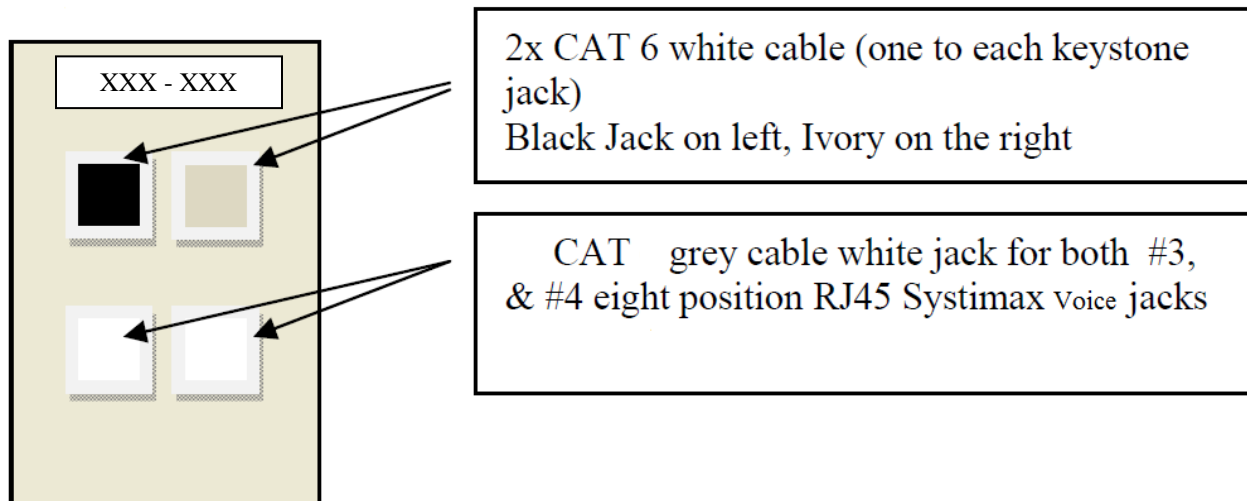 XXX - XXX
2x CAT 6 white cable (one to each keystone
jack)
Black Jack on left, Ivory on the right
CAT grey cable white jack for both #3,
& #4 eight position RJ45 Systimax Voice jacks